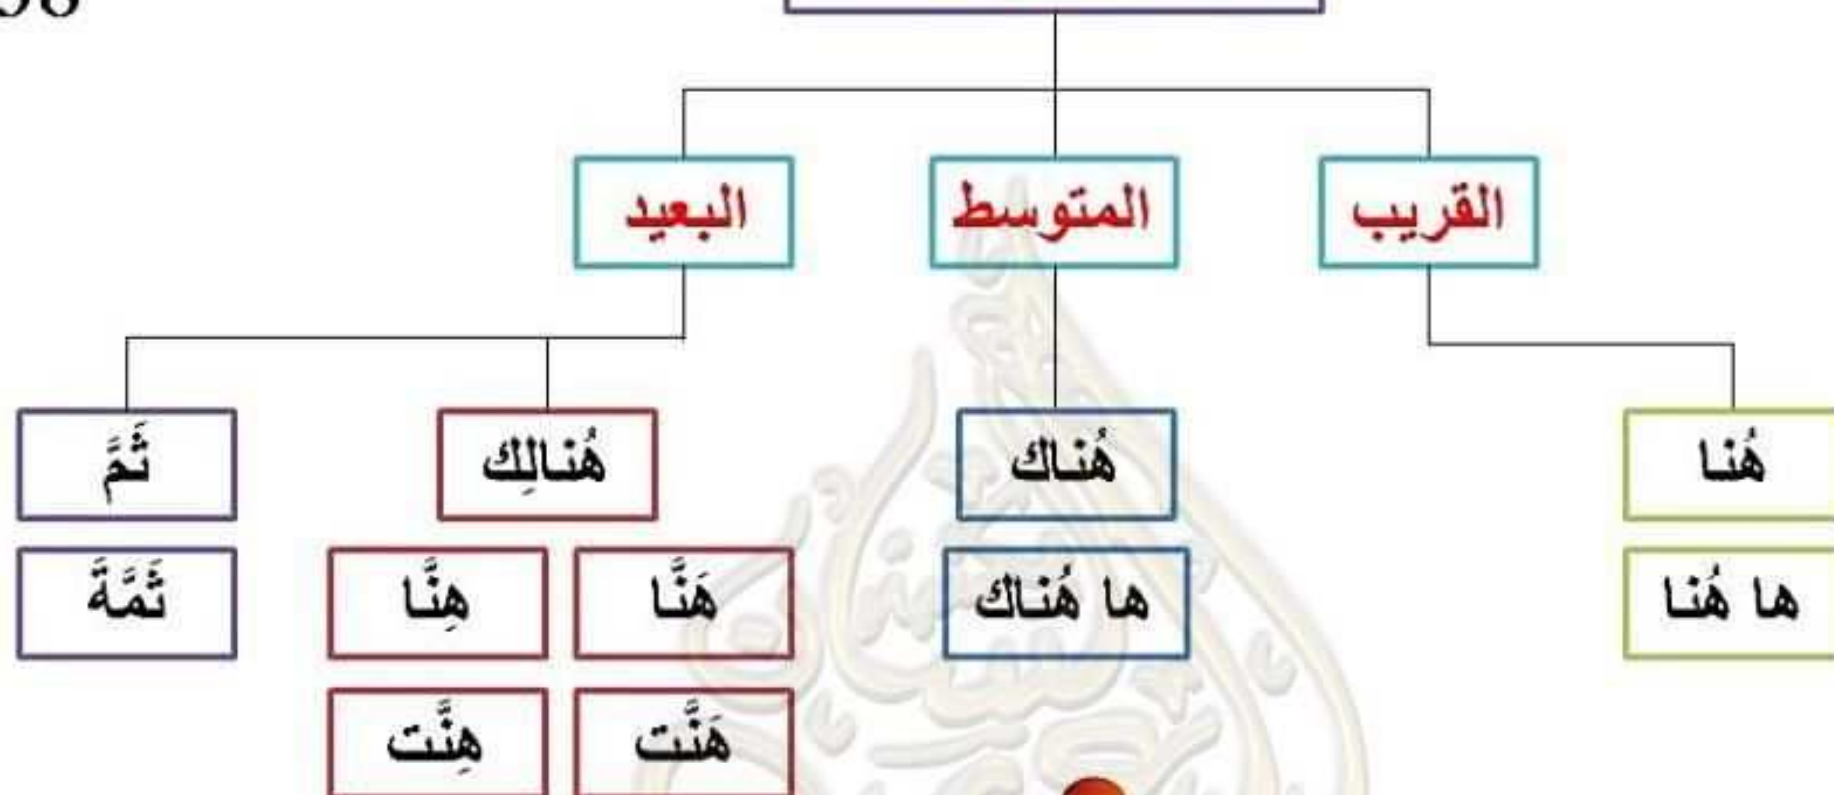 القريب المتوسط البعيد
هُنا هُناك هُنالِك ثَمَّ
ها هُنا ها هُناك هَنَّا هِنَّا ثَمَّةَ
هَنَّت هِنَّت